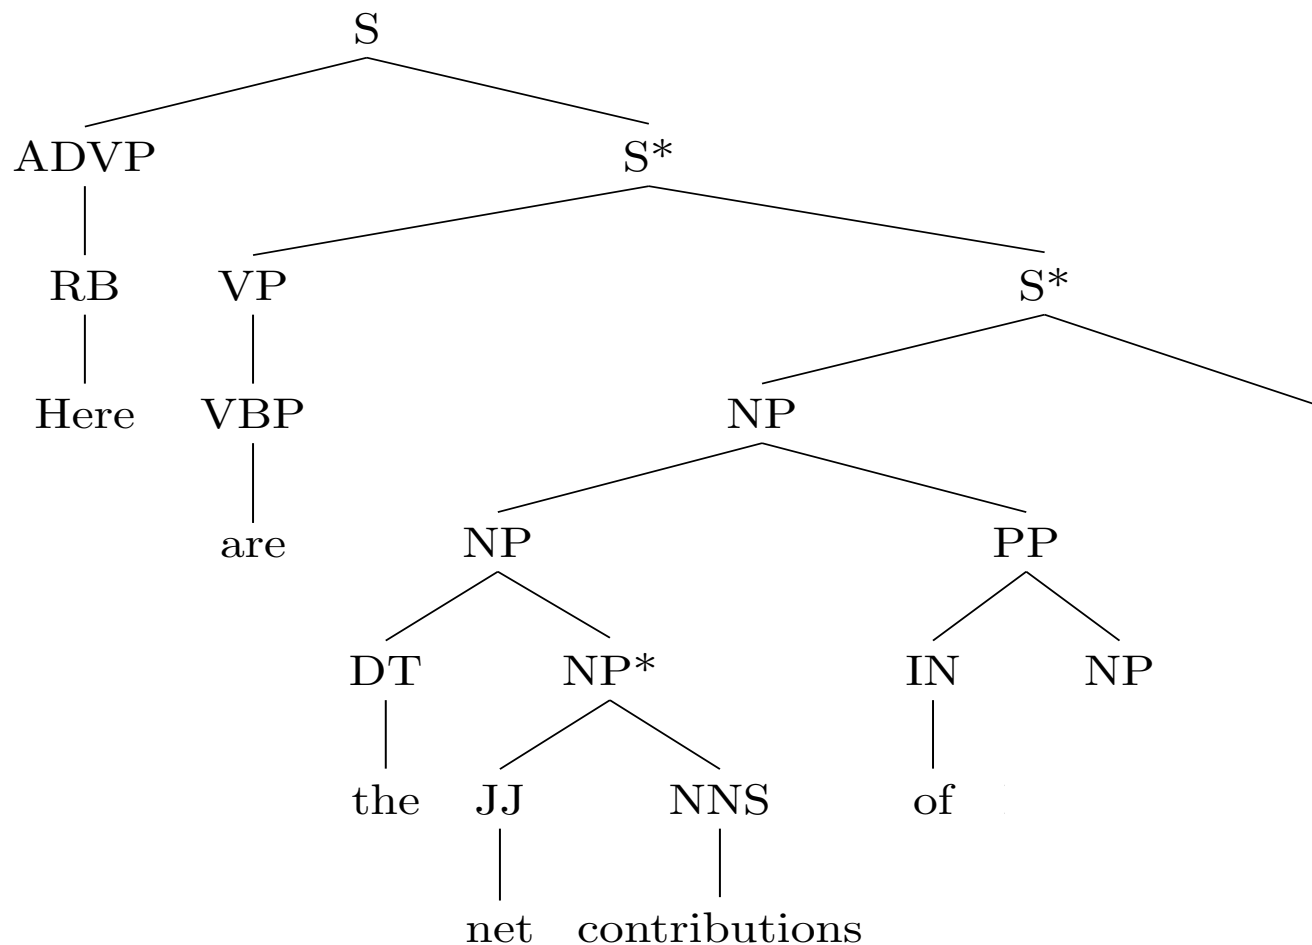 S
ADVP S*
RB VP S*
Here VBP NP
are NP PP
DT NP* IN NP
the JJ NNS of
net contributions